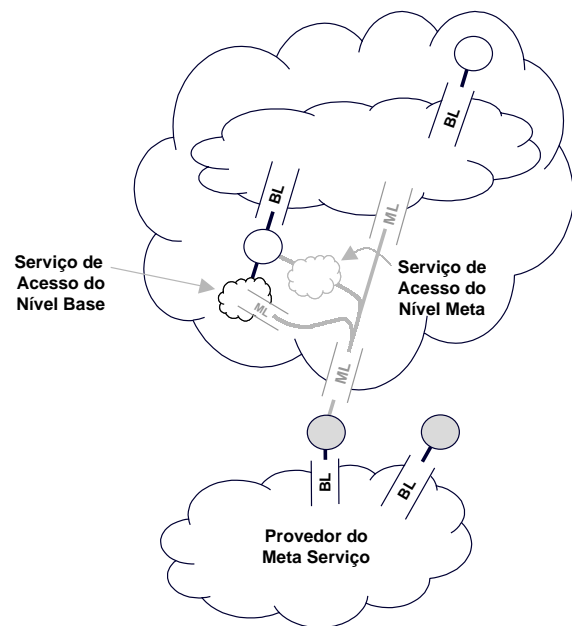 BL
BL
ML
Serviço de
Acesso do
Nível Base
Serviço de
Acesso do
Nível Meta
ML
ML
BL
BL
Provedor do
Meta Serviço